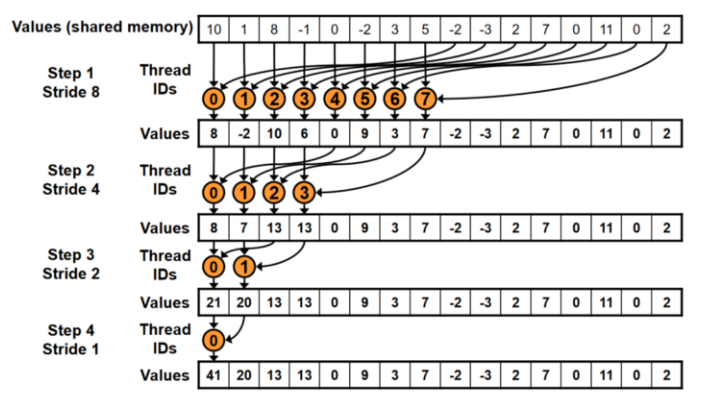 Values (shared memory) 10 1 8 -1 0 -2 3 5 -2 -3 2 7 0 11 0 2
Step 1 Thread
Stride 8 IDs
0 1 2 3 4 5 6 7
Values 8 -2 10 6 0 9 3 7 -2 -3 2 7 0 11 0 2
Step 2 Thread
Stride 4 IDs
0 1 2 3
Values 8 7 13 13 0 9 3 7 -2 -3 2 7 0 11 0 2
Step 3 Thread
Stride 2 IDs
0 1
Values 21 20 13 13 0 9 3 7 -2 -3 2 7 0 11 0 2
Step 4 Thread
Stride 1 IDs
0
Values 41 20 13 13 0 9 3 7 -2 -3 2 7 0 11 0 2